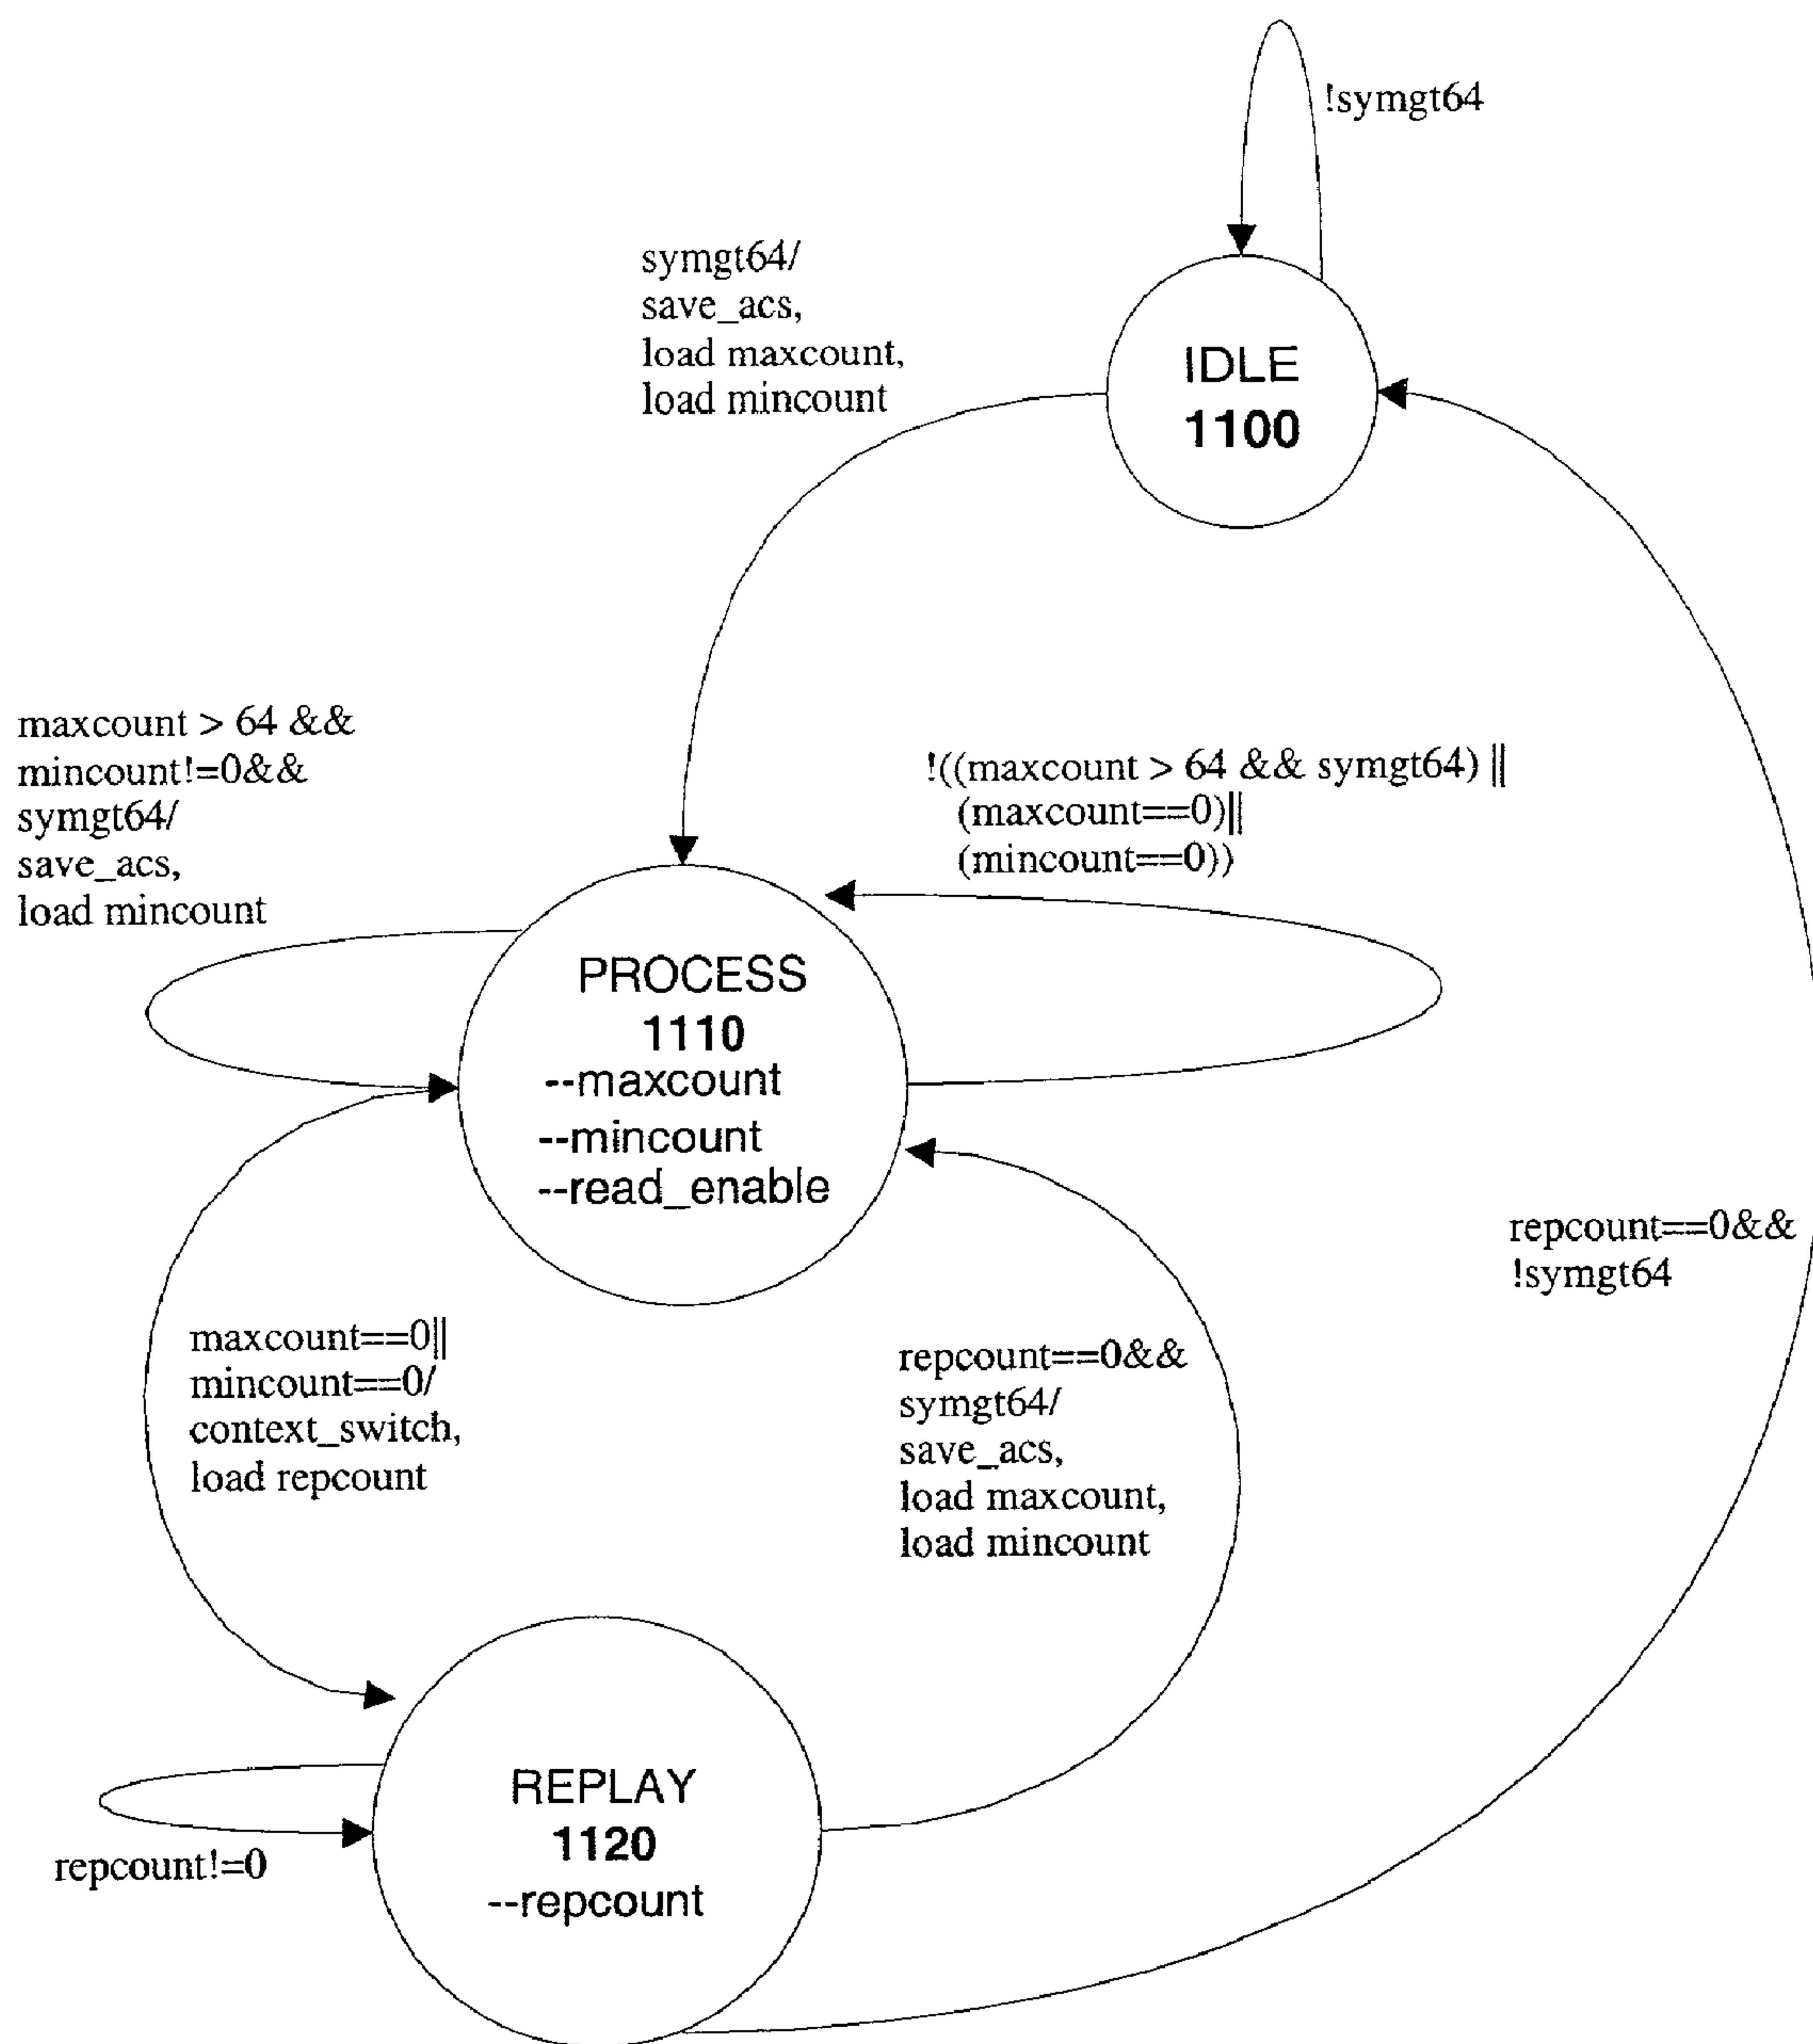 !symgt64
symgt64/
save_acs,
load maxcount,
load mincount
IDLE
1100
maxcount > 64 &&
mincount!=0&&
symgt64/
save_acs,
load mincount
!((maxcount > 64 && symgt64) ||
(maxcount==0)||
(mincount==0))
PROCESS
1110
--maxcount
--mincount
--read_enable
repcount==0&&
!symgt64
maxcount==0||
mincount==0/
context_switch,
load repcount
repcount==0&&
symgt64/
save_acs,
load maxcount,
load mincount
REPLAY
1120
--repcount
repcount!=0